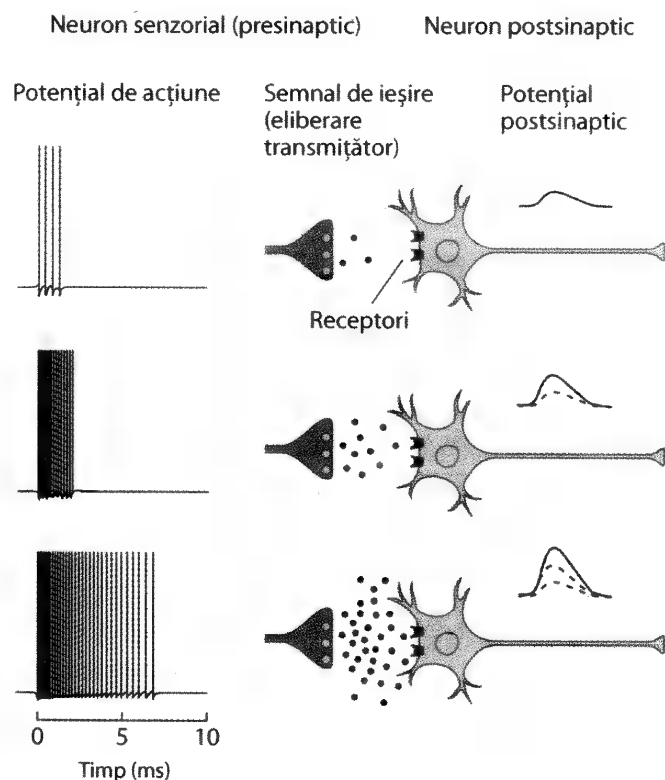 Neuron senzorial (presinaptic)
Neuron postsinaptic
Potențial de acțiune
Semnal de ieșire
(eliberare
transmițător)
Potențial
postsinaptic
Receptori
0 5 10
Timp (ms)